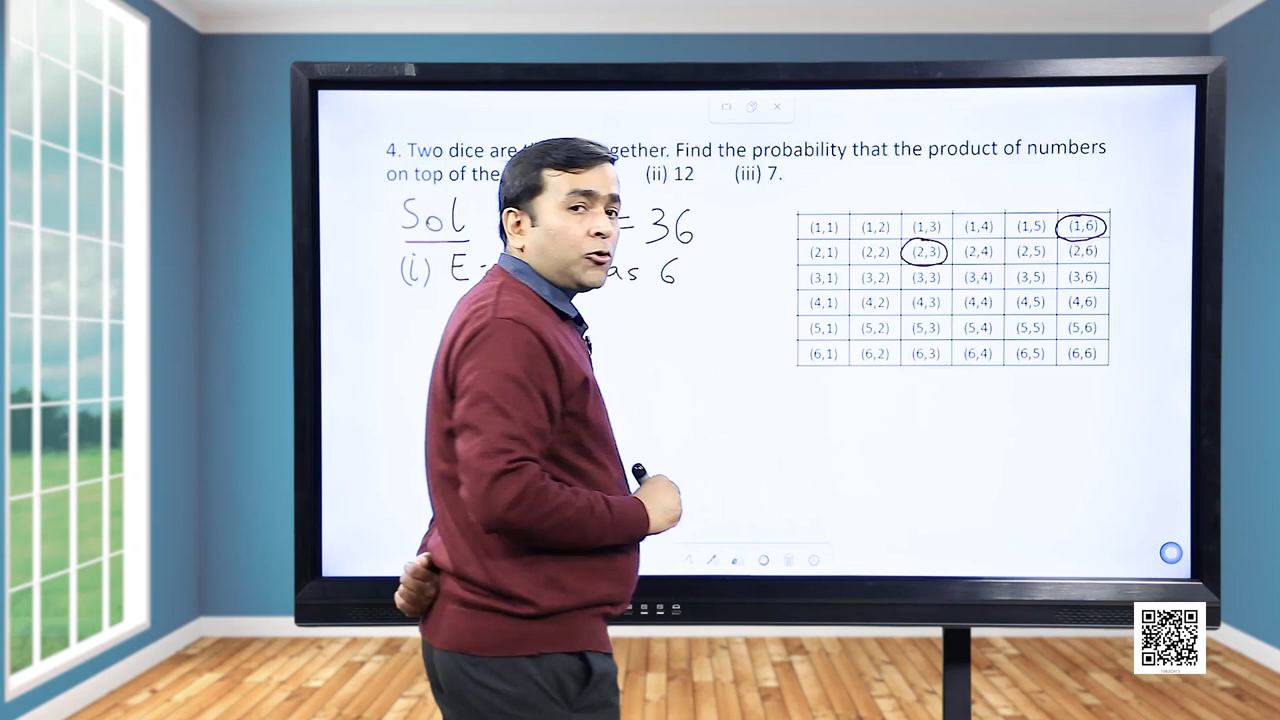 4. Two dice are gether. Find the probability that the product of numbers
on top of the (ii) 12 (iii) 7.
Sol = 36
(i) E as 6
(1,1) (1,2) (1,3) (1,4) (1,5) (1,6)
(2,1) (2,2) (2,3) (2,4) (2,5) (2,6)
(3,1) (3,2) (3,3) (3,4) (3,5) (3,6)
(4,1) (4,2) (4,3) (4,4) (4,5) (4,6)
(5,1) (5,2) (5,3) (5,4) (5,5) (5,6)
(6,1) (6,2) (6,3) (6,4) (6,5) (6,6)